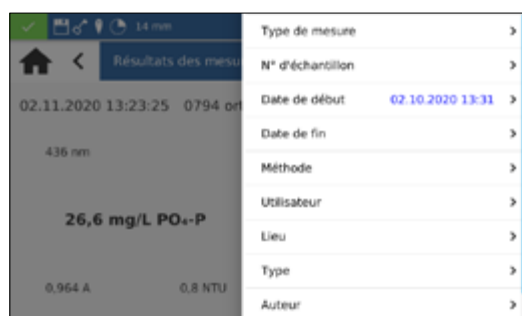 14 mm
Résultats des mesu
02.11.2020 13:23:25 0794 or
436 nm
26,6 mg/L PO₄-P
0,964 A 0,8 NTU
Type de mesure
N° d'échantillon
Date de début 02.10.2020 13:31
Date de fin
Méthode
Utilisateur
Lieu
Type
Auteur